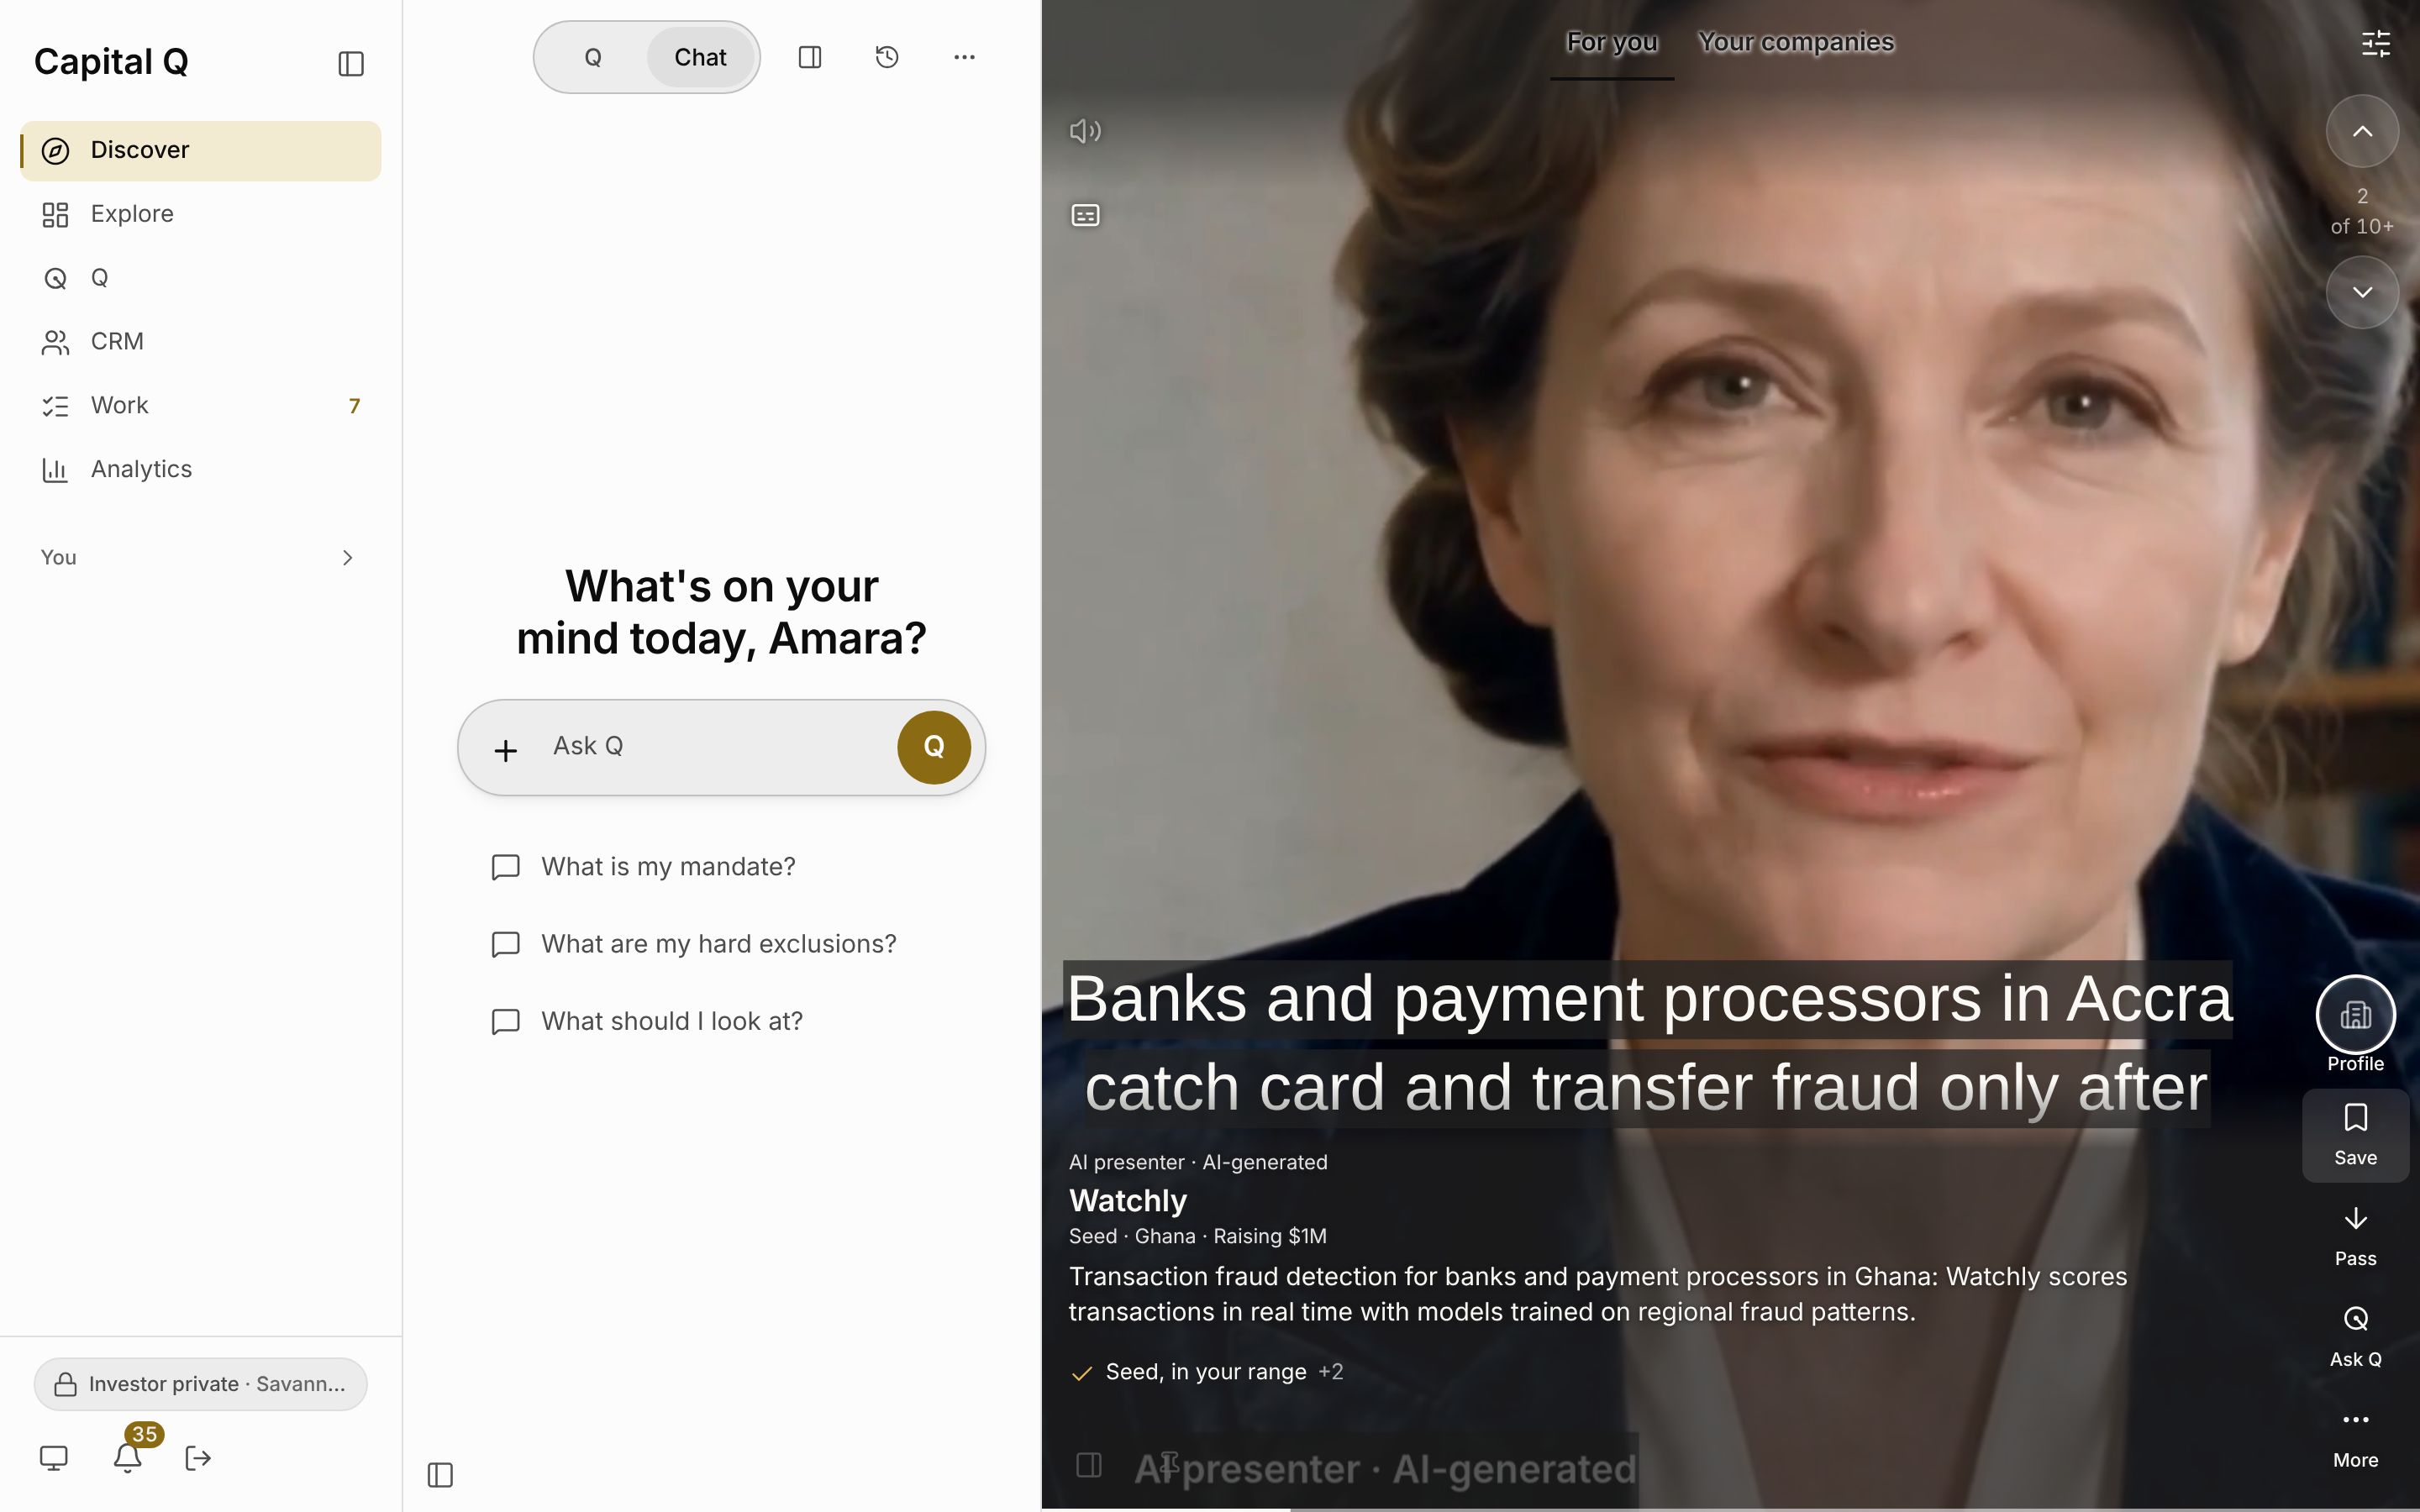 Capital Q
Discover
Explore
Q
CRM
Work 7
Analytics
You
Investor private · Savann...
35
Q Chat
What's on your
mind today, Amara?
Ask Q
Q
What is my mandate?
What are my hard exclusions?
What should I look at?
For you Your companies
2
of 10+
Banks and payment processors in Accra
catch card and transfer fraud only after
AI presenter · AI-generated
Watchly
Seed · Ghana · Raising $1M
Transaction fraud detection for banks and payment processors in Ghana: Watchly scores
transactions in real time with models trained on regional fraud patterns.
Seed, in your range +2
AI presenter · AI-generated
Profile
Save
Pass
Ask Q
More